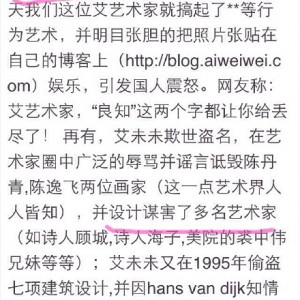 天我们这位艾艺术家就搞起了**等行
为艺术，并明目张胆的把照片张贴在
自己的博客上（http://blog.aiweiwei.c
om）娱乐，引发国人震怒。网友称：
艾艺术家，“良知”这两个字都让你给丢
尽了！ 再有，艾未未欺世盗名，在艺
术家圈中广泛的辱骂并谣言诋毁陈丹
青,陈逸飞两位画家（这一点艺术界人
人皆知），并设计谋害了多名艺术家
（如诗人顾城,诗人海子,美院的裘中伟
兄妹等等）；艾未未又在1995年偷盗
七项建筑设计,并因hans van dijk知情